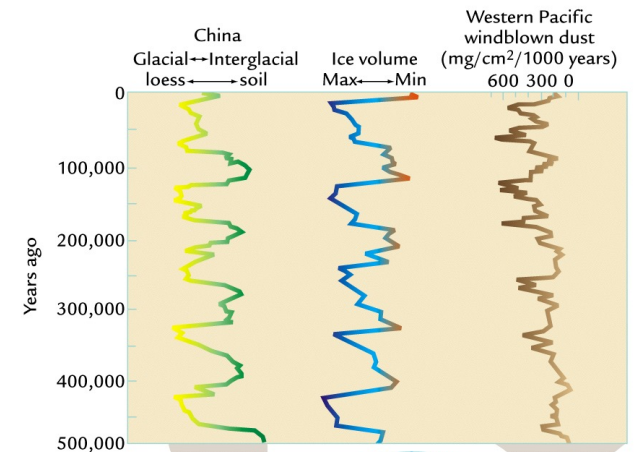 Western Pacific
windblown dust
(mg/cm²/1000 years)
600 300 0
China
Glacial↔Interglacial
loess↔soil
Ice volume
Max↔Min
Years ago
0
100,000
200,000
300,000
400,000
500,000